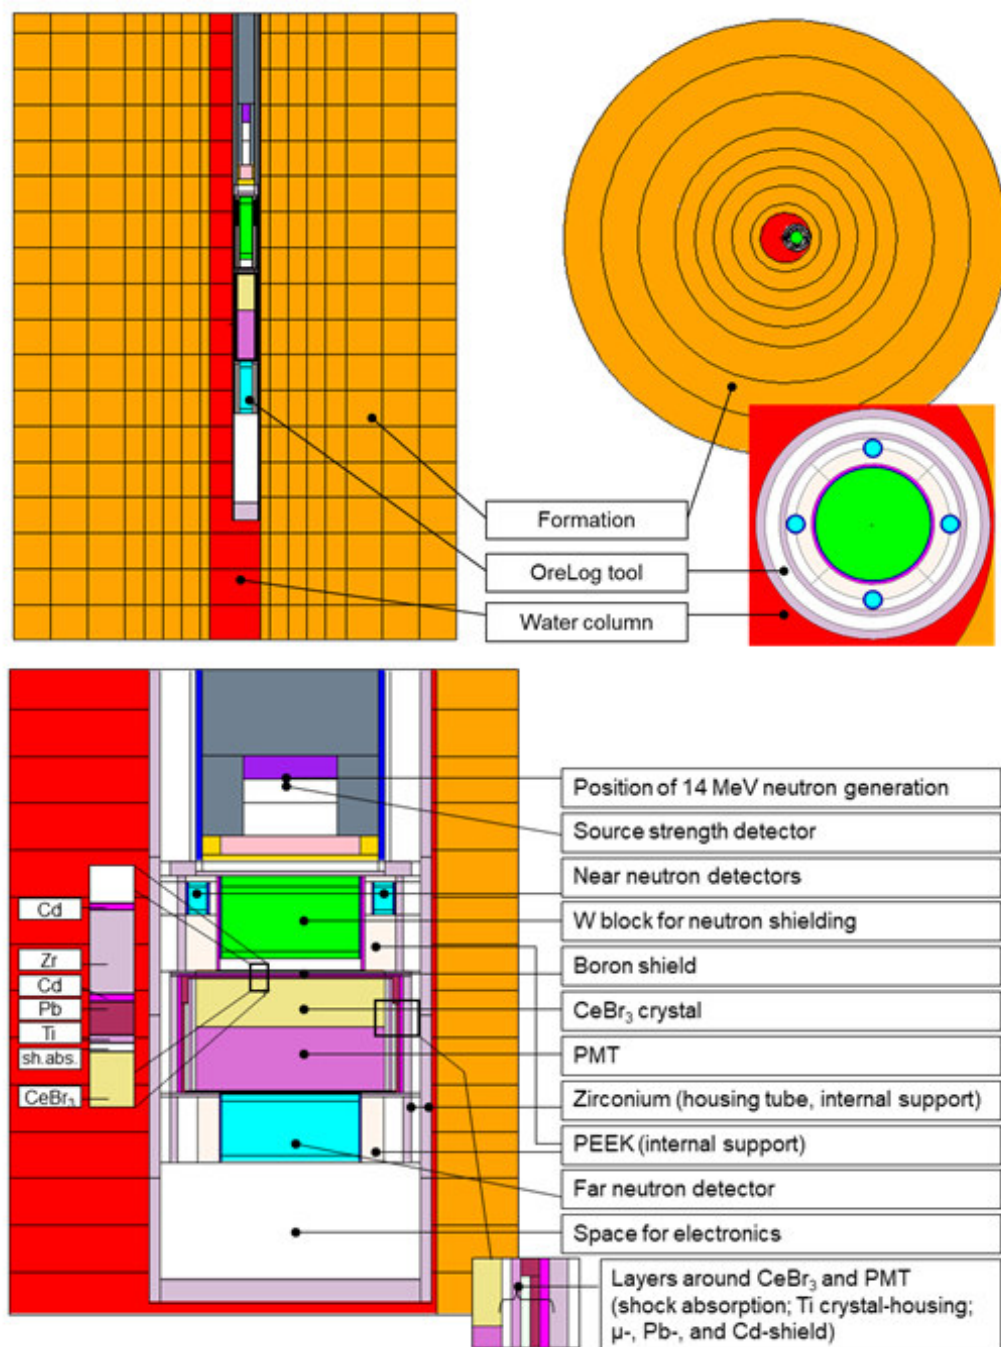 Formation
OreLog tool
Water column
Position of 14 MeV neutron generation
Source strength detector
Near neutron detectors
W block for neutron shielding
Boron shield
CeBr₃ crystal
PMT
Zirconium (housing tube, internal support)
PEEK (internal support)
Far neutron detector
Space for electronics
Layers around CeBr₃ and PMT
(shock absorption; Ti crystal-housing;
μ-, Pb-, and Cd-shield)
Cd
Zr
Cd
Pb
Ti
sh.abs.
CeBr₃